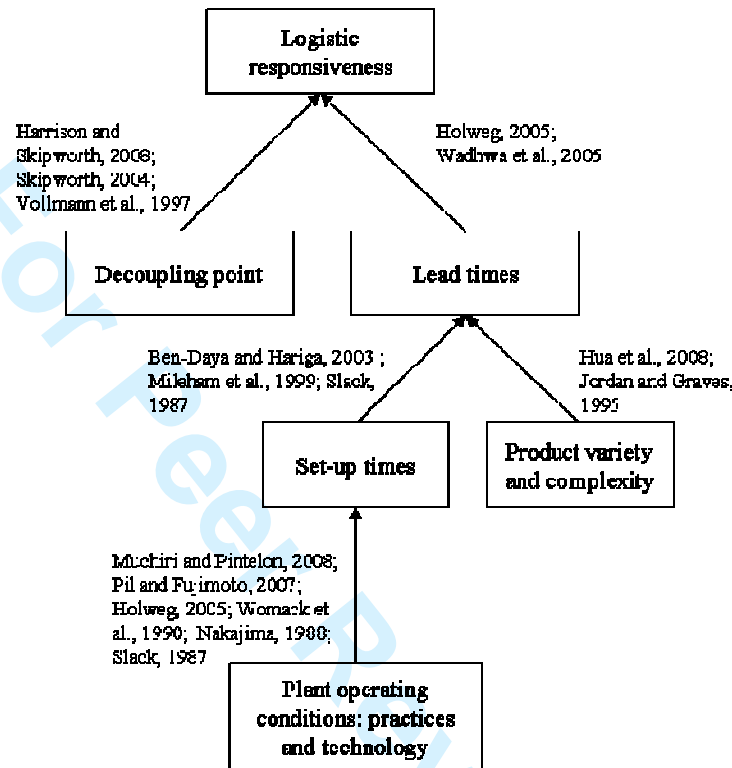 Logistic
responsiveness
Harrison and
Skipworth, 2008;
Skipworth, 2004;
Vollmann et al., 1997
Holweg, 2005;
Wadhwa et al., 2005
Decoupling point
Lead times
Ben-Daya and Hariga, 2003 ;
Mileham et al., 1999; Slack,
1987
Hua et al., 2008;
Jordan and Graves,
1995
Set-up times
Product variety
and complexity
Muchiri and Pintelon, 2008;
Pil and Fujimoto, 2007;
Holweg, 2005; Womack et
al., 1990; Nakajima, 1988;
Slack, 1987
Plant operating
conditions: practices
and technology
For Peer Rev